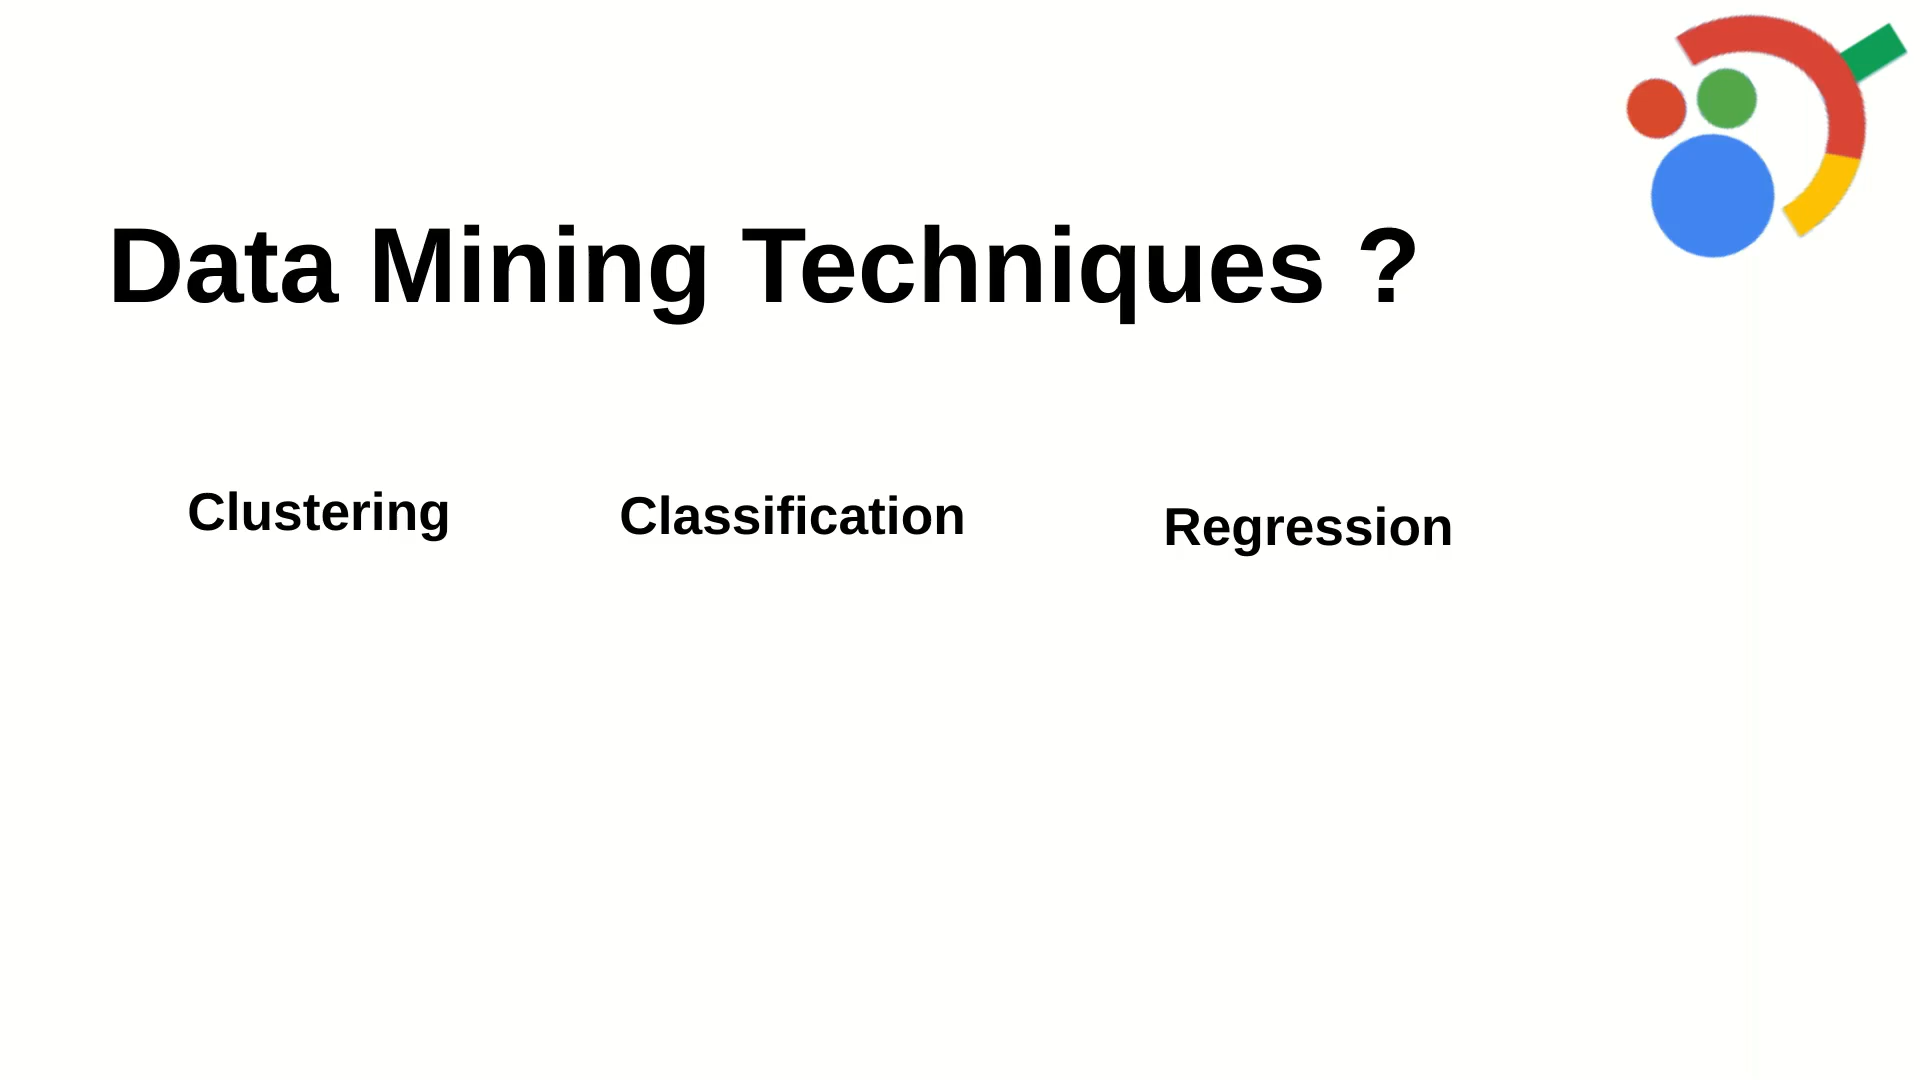 Data Mining Techniques ?
Clustering
Classification
Regression